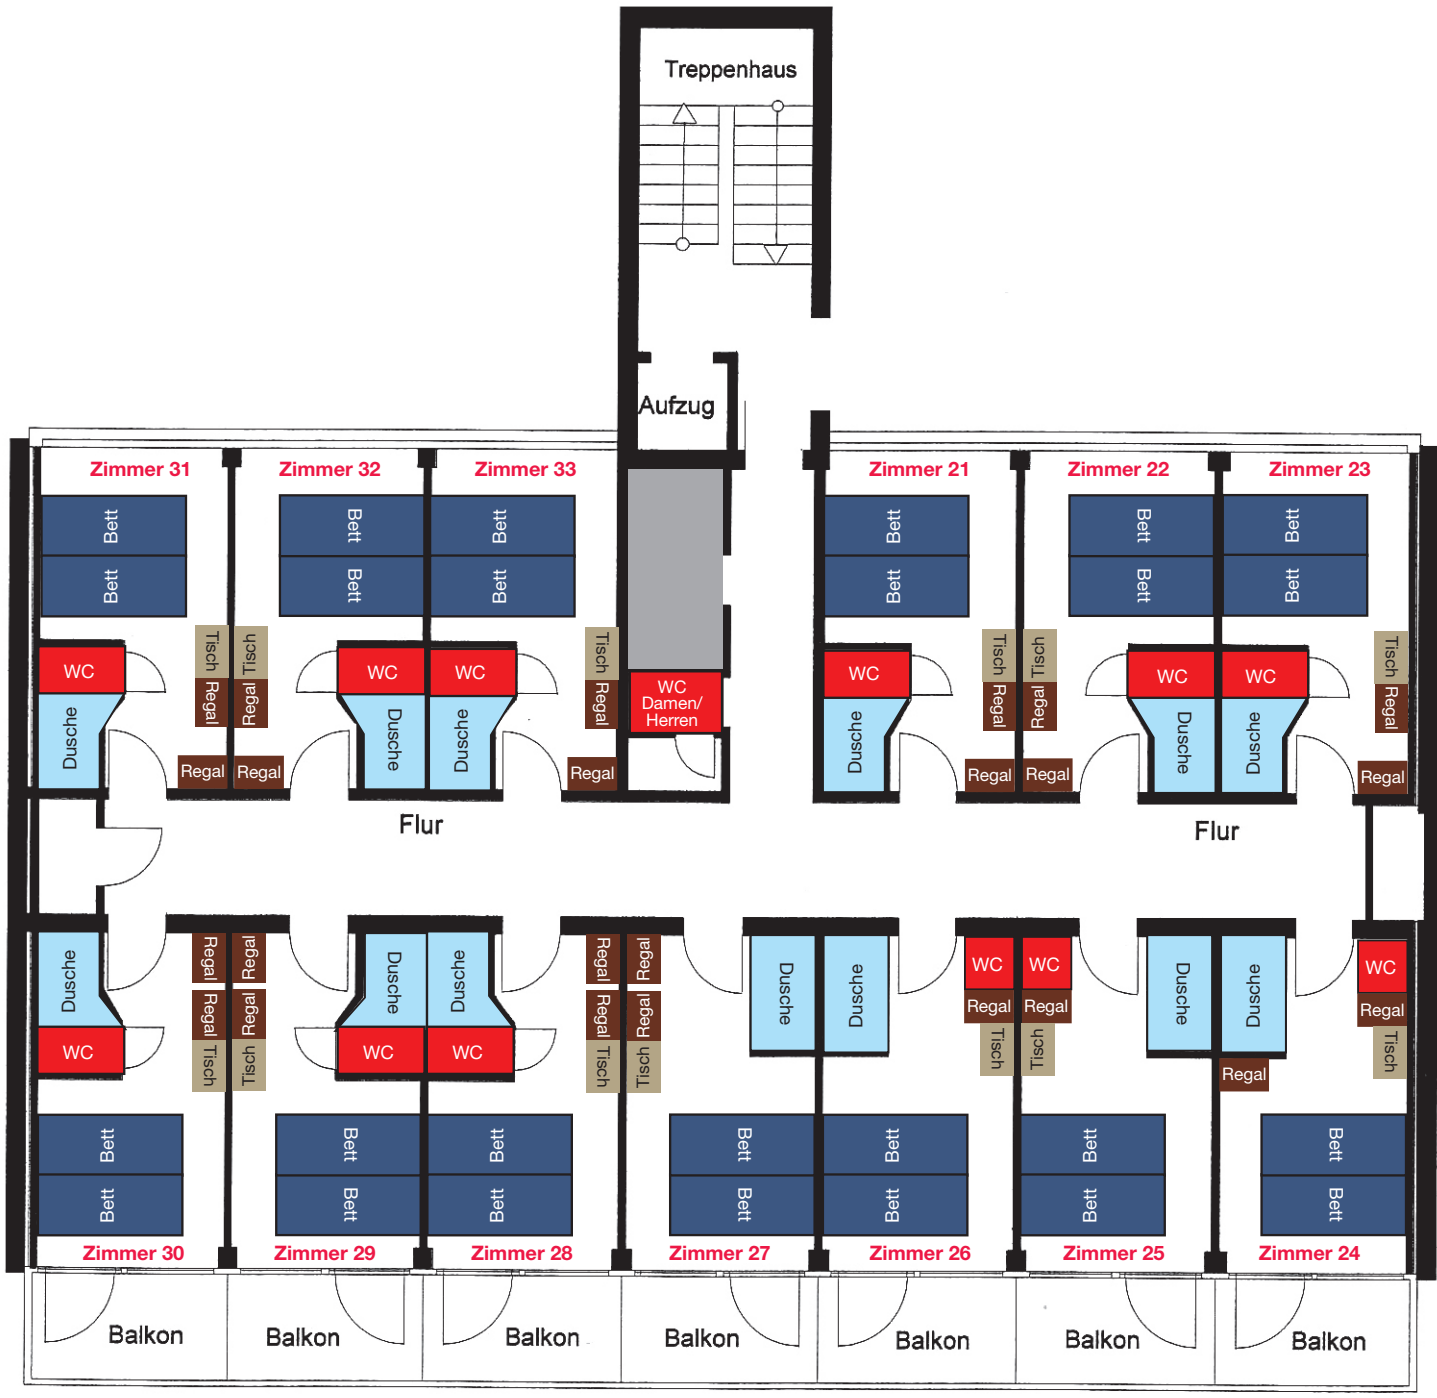 Treppenhaus
Aufzug
Zimmer 31
Zimmer 32
Zimmer 33
Zimmer 21
Zimmer 22
Zimmer 23
Bett
Bett
Bett
Bett
Bett
Bett
Bett
Bett
Bett
Bett
Bett
Bett
Tisch
Tisch
Tisch
Tisch
Tisch
Tisch
WC
WC
WC
WC
Damen/
Herren
WC
WC
WC
Regal
Regal
Regal
Regal
Regal
Regal
Dusche
Dusche
Dusche
Dusche
Dusche
Dusche
Regal
Regal
Regal
Regal
Regal
Regal
Flur
Flur
Dusche
Regal
Regal
Dusche
Dusche
Regal
Regal
Dusche
Dusche
WC
WC
Dusche
Dusche
WC
Regal
Regal
Regal
Regal
Regal
Regal
Regal
WC
Tisch
Tisch
WC
WC
Tisch
Tisch
Tisch
Tisch
Regal
Tisch
Bett
Bett
Bett
Bett
Bett
Bett
Bett
Bett
Bett
Bett
Bett
Bett
Bett
Bett
Zimmer 30
Zimmer 29
Zimmer 28
Zimmer 27
Zimmer 26
Zimmer 25
Zimmer 24
Balkon
Balkon
Balkon
Balkon
Balkon
Balkon
Balkon